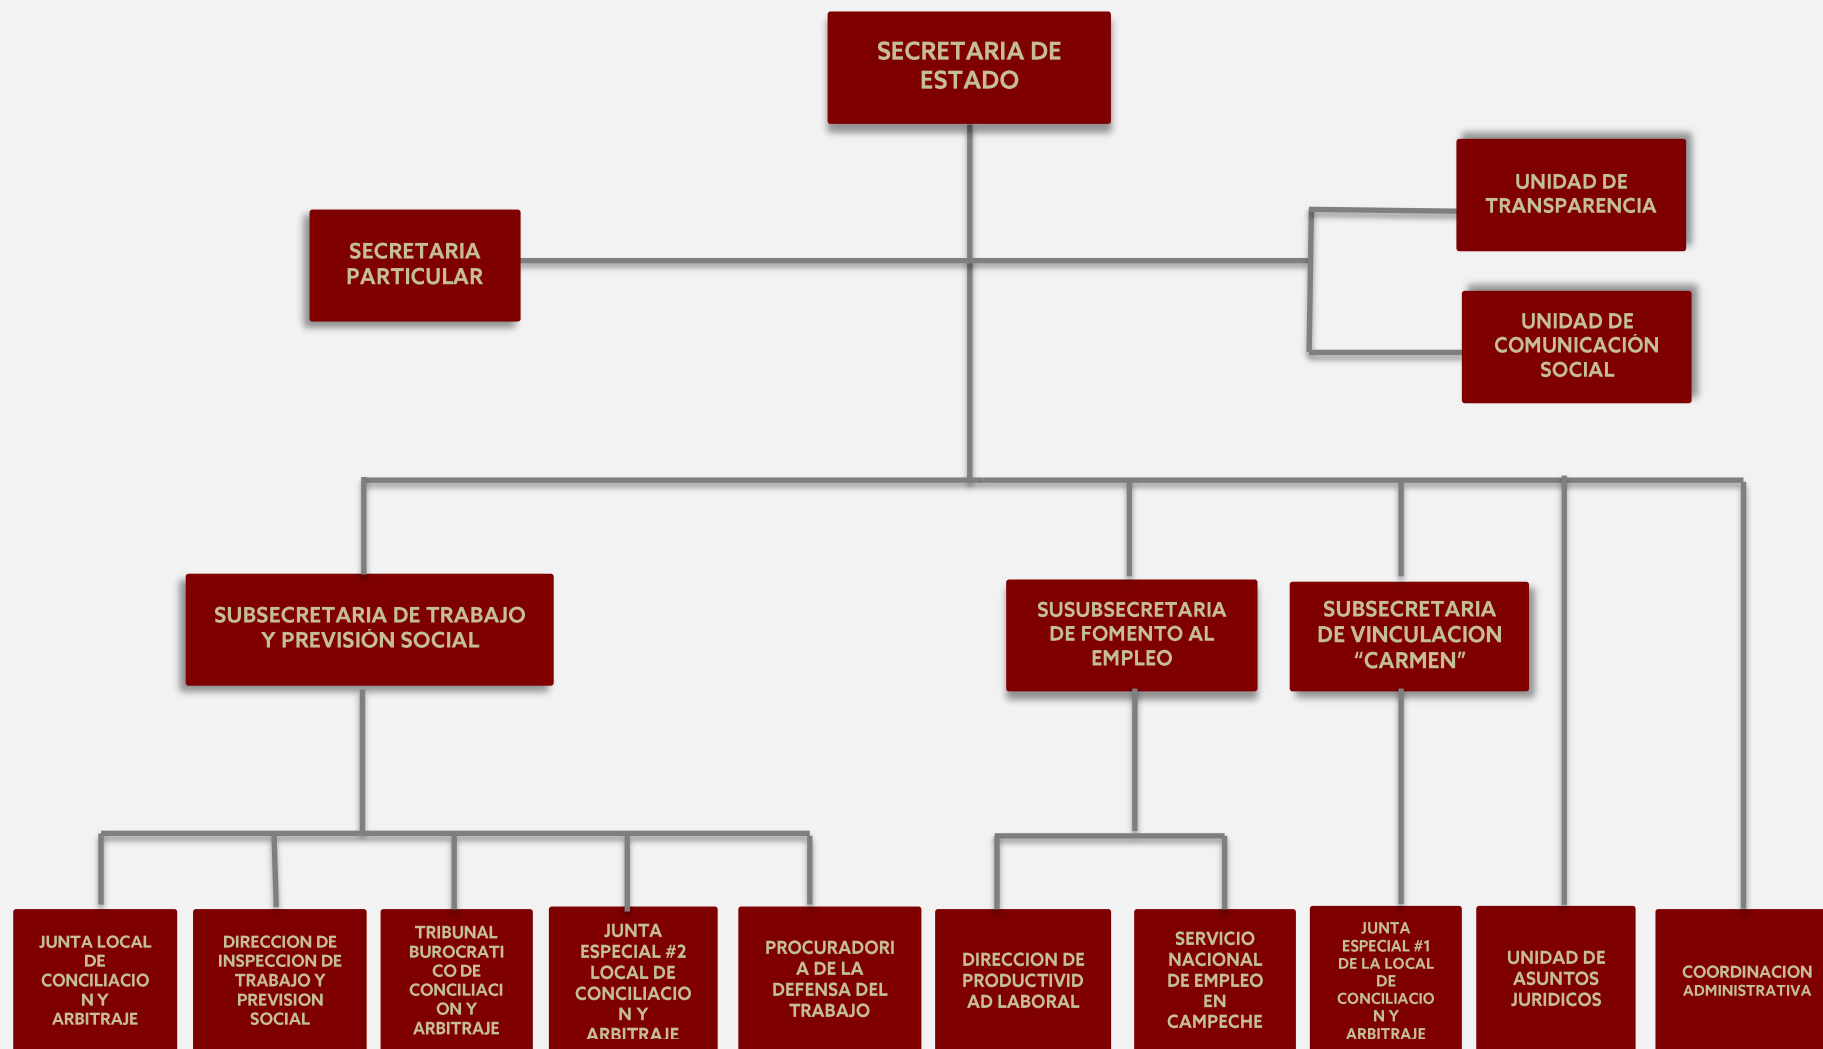 SECRETARIA DE
ESTADO
UNIDAD DE
TRANSPARENCIA
SECRETARIA
PARTICULAR
UNIDAD DE
COMUNICACIÓN
SOCIAL
SUBSECRETARIA DE TRABAJO
Y PREVISIÓN SOCIAL
SUSUBSECRETARIA
DE FOMENTO AL
EMPLEO
SUBSECRETARIA
DE VINCULACION
“CARMEN”
JUNTA LOCAL
DE
CONCILIACIO
N Y
ARBITRAJE
DIRECCION DE
INSPECCION DE
TRABAJO Y
PREVISION
SOCIAL
TRIBUNAL
BUROCRATI
CO DE
CONCILIACI
ON Y
ARBITRAJE
JUNTA
ESPECIAL #2
LOCAL DE
CONCILIACIO
N Y
ARBITRAJE
PROCURADORI
A DE LA
DEFENSA DEL
TRABAJO
DIRECCION DE
PRODUCTIVID
AD LABORAL
SERVICIO
NACIONAL
DE EMPLEO
EN
CAMPECHE
JUNTA
ESPECIAL #1
DE LA LOCAL
DE
CONCILIACIO
N Y
ARBITRAJE
UNIDAD DE
ASUNTOS
JURIDICOS
COORDINACION
ADMINISTRATIVA